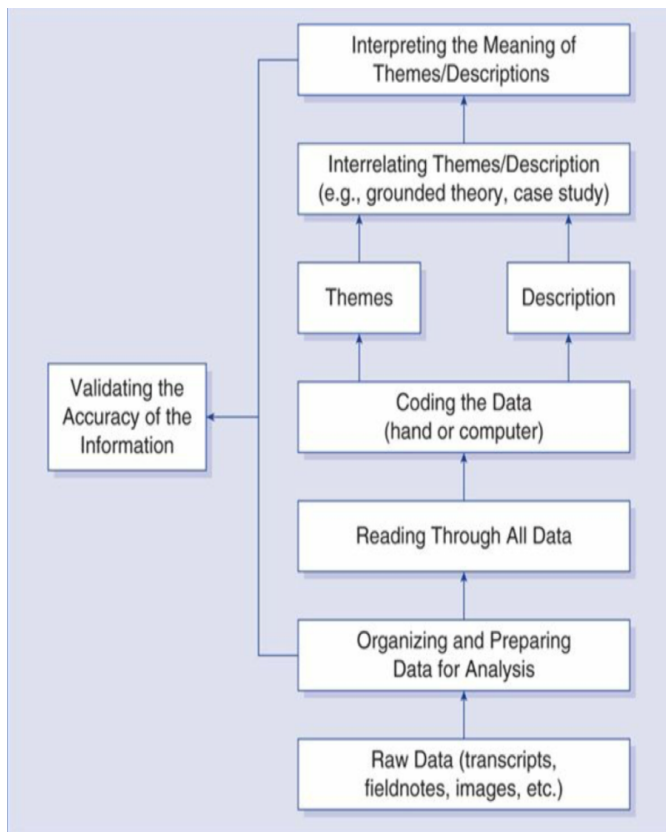 Interpreting the Meaning of
Themes/Descriptions
Interrelating Themes/Description
(e.g., grounded theory, case study)
Themes
Description
Validating the
Accuracy of the
Information
Coding the Data
(hand or computer)
Reading Through All Data
Organizing and Preparing
Data for Analysis
Raw Data (transcripts,
fieldnotes, images, etc.)